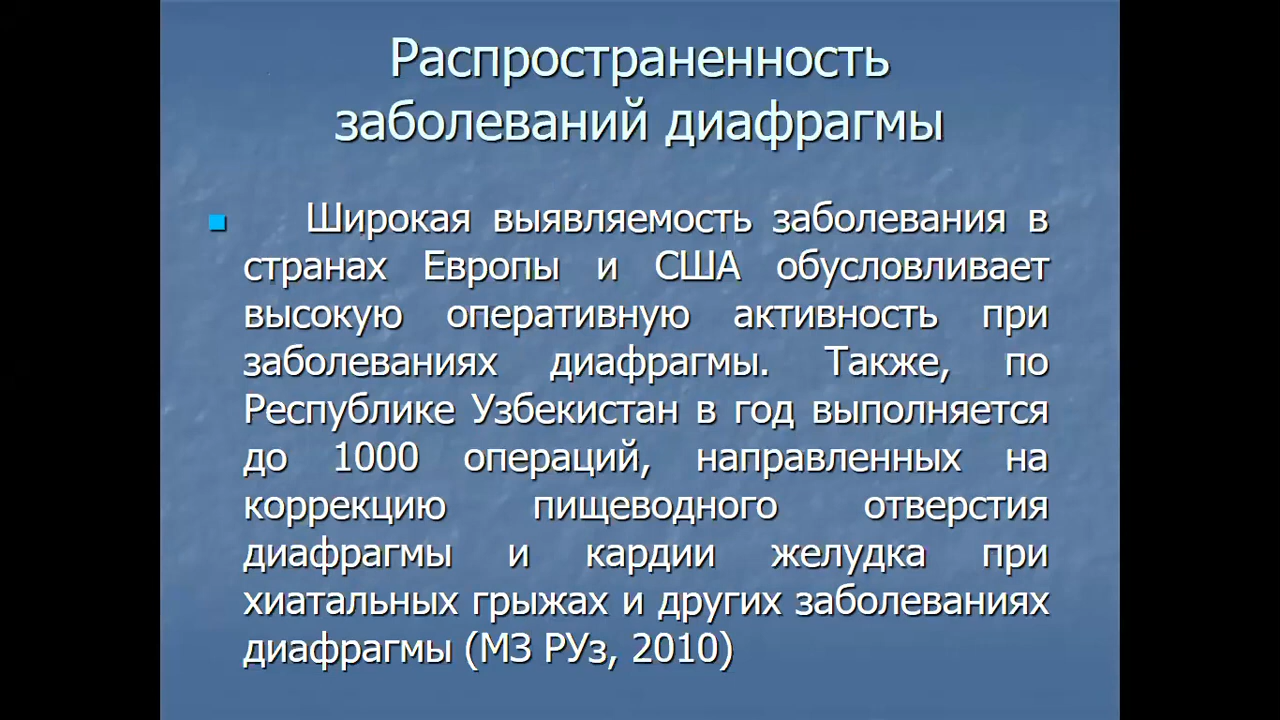 Распространенность
заболеваний диафрагмы
Широкая выявляемость заболевания в
странах Европы и США обусловливает
высокую оперативную активность при
заболеваниях диафрагмы. Также, по
Республике Узбекистан в год выполняется
до 1000 операций, направленных на
коррекцию пищеводного отверстия
диафрагмы и кардии желудка при
хиатальных грыжах и других заболеваниях
диафрагмы (МЗ РУз, 2010)